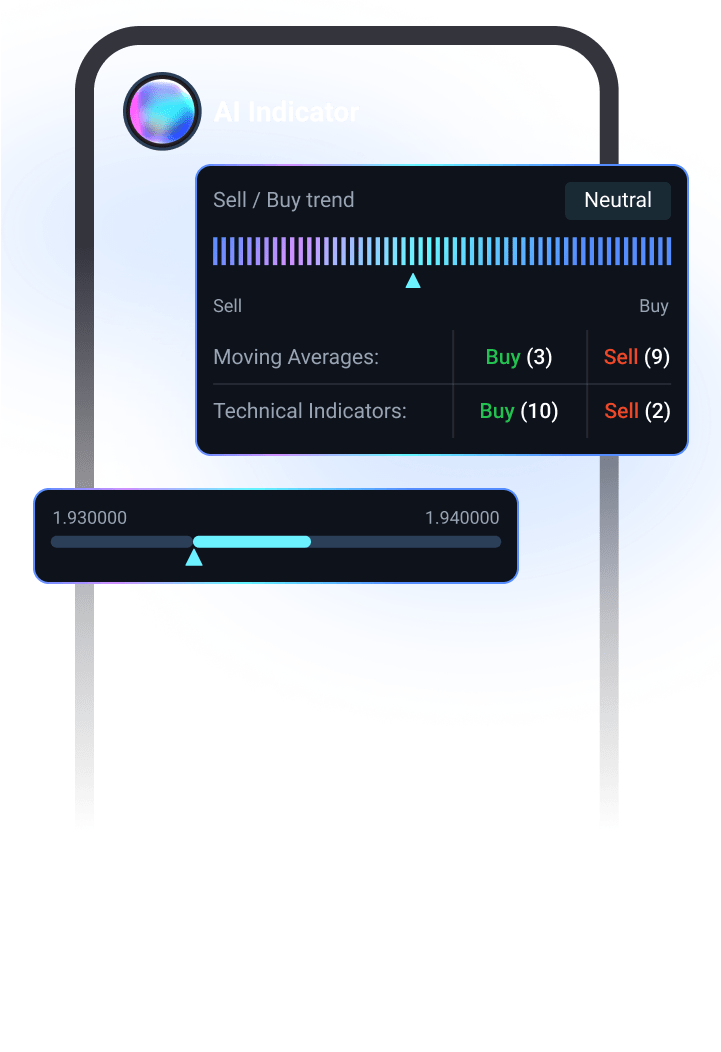 AI Indicator
Sell / Buy trend Neutral
Sell Buy
Moving Averages: Buy (3) Sell (9)
Technical Indicators: Buy (10) Sell (2)
1.930000 1.940000